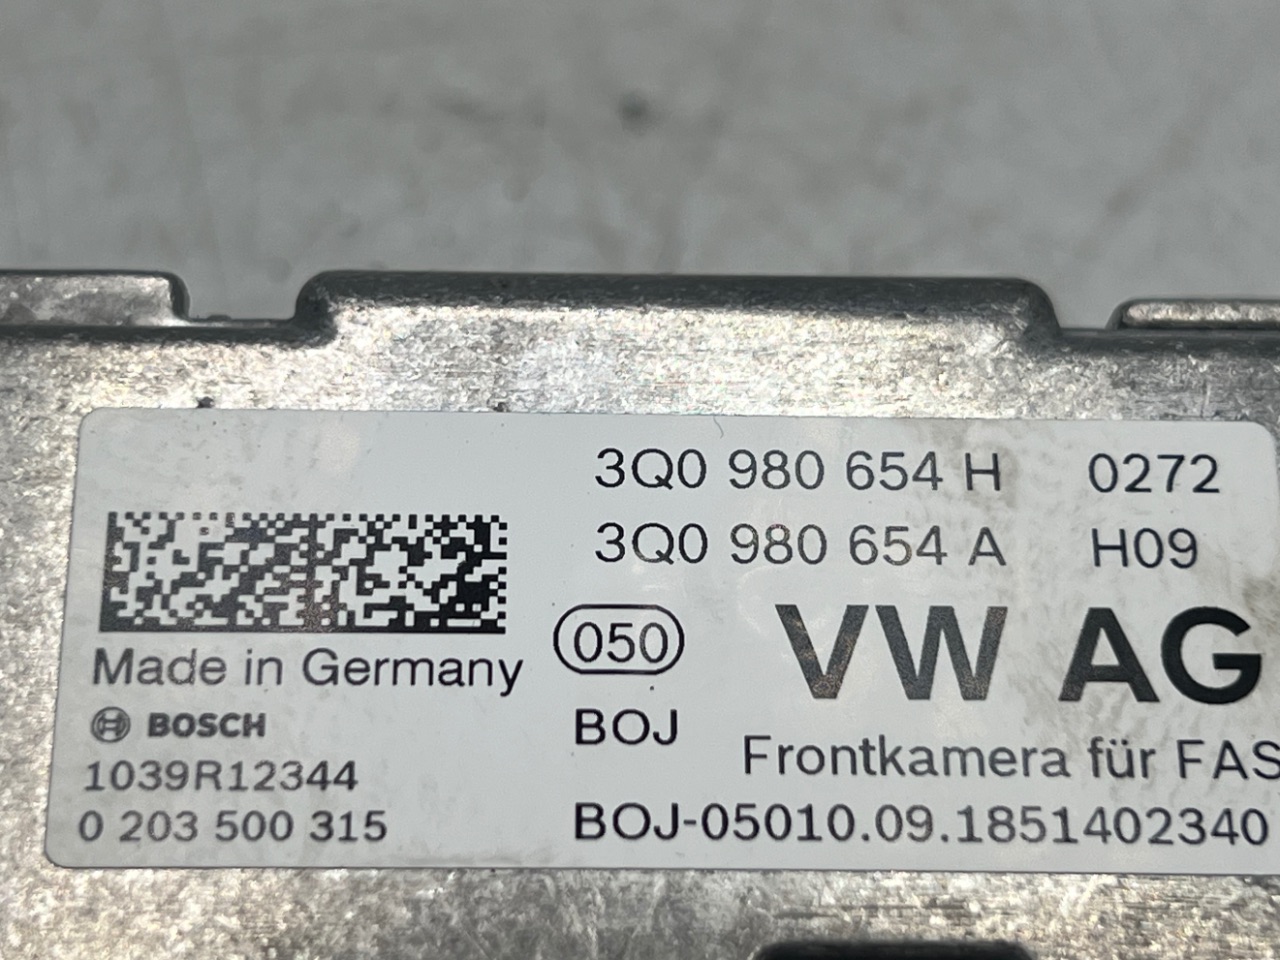 3Q0 980 654 H 0272
3Q0 980 654 A H09
050
VW AG
Made in Germany
BOSCH
BOJ
Frontkamera für FAS
1039R12344
0 203 500 315
BOJ-05010.09.1851402340